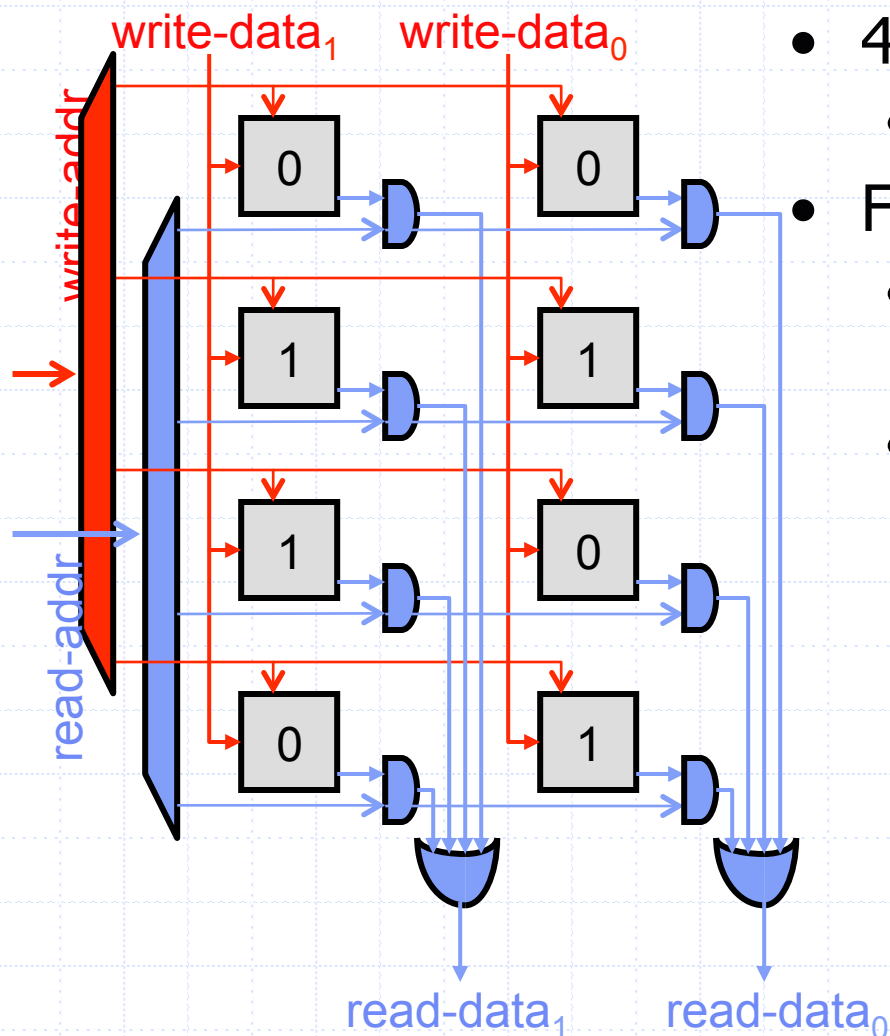 write-data1 write-data0
• 4
•
• F
•
•
write-addr
0 0
1 1
1 0
0 1
read-addr
read-data1 read-data0